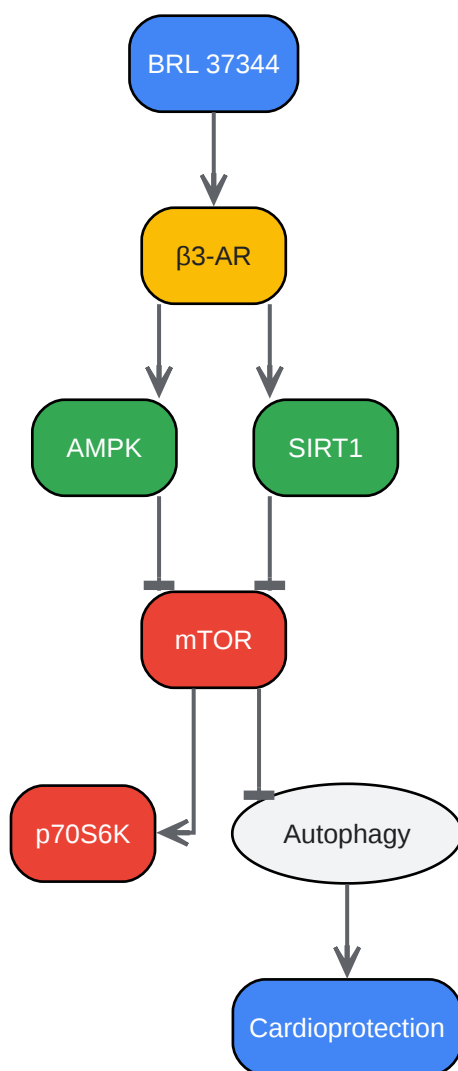 BRL 37344
β3-AR
AMPK
SIRT1
mTOR
p70S6K
Autophagy
Cardioprotection